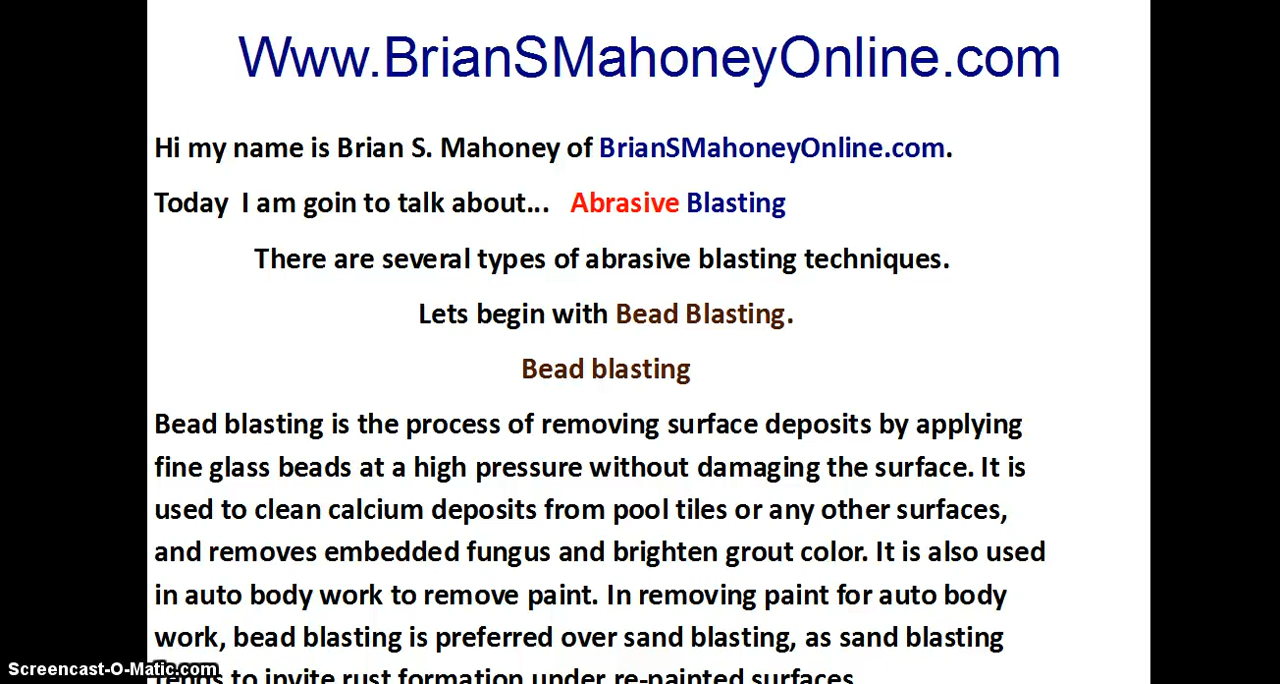 Www.BrianSMahoneyOnline.com
Hi my name is Brian S. Mahoney of BrianSMahoneyOnline.com.
Today I am goin to talk about... Abrasive Blasting
There are several types of abrasive blasting techniques.
Lets begin with Bead Blasting.
Bead blasting
Bead blasting is the process of removing surface deposits by applying
fine glass beads at a high pressure without damaging the surface. It is
used to clean calcium deposits from pool tiles or any other surfaces,
and removes embedded fungus and brighten grout color. It is also used
in auto body work to remove paint. In removing paint for auto body
work, bead blasting is preferred over sand blasting, as sand blasting
tends to invite rust formation under re-painted surfaces.
Screencast-O-Matic.com